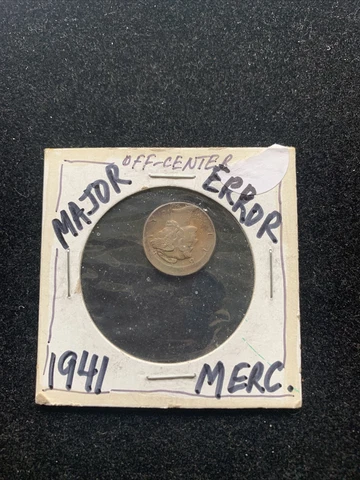 OFF-CENTER
MAJOR ERROR
1941 MERC.